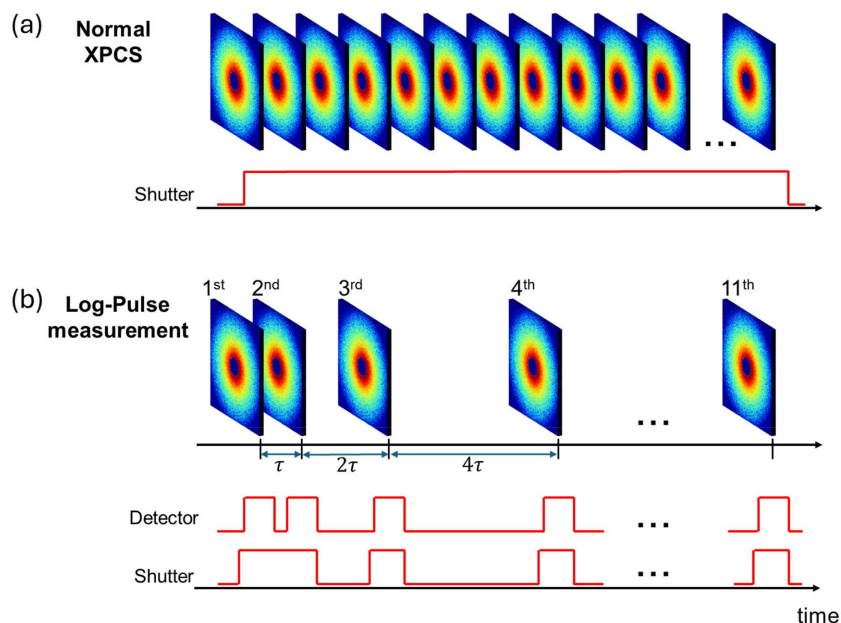 (a) Normal
XPCS
...
Shutter
(b) Log-Pulse
measurement
1st 2nd 3rd 4th 11th
...
τ 2τ 4τ
Detector ...
Shutter ...
time